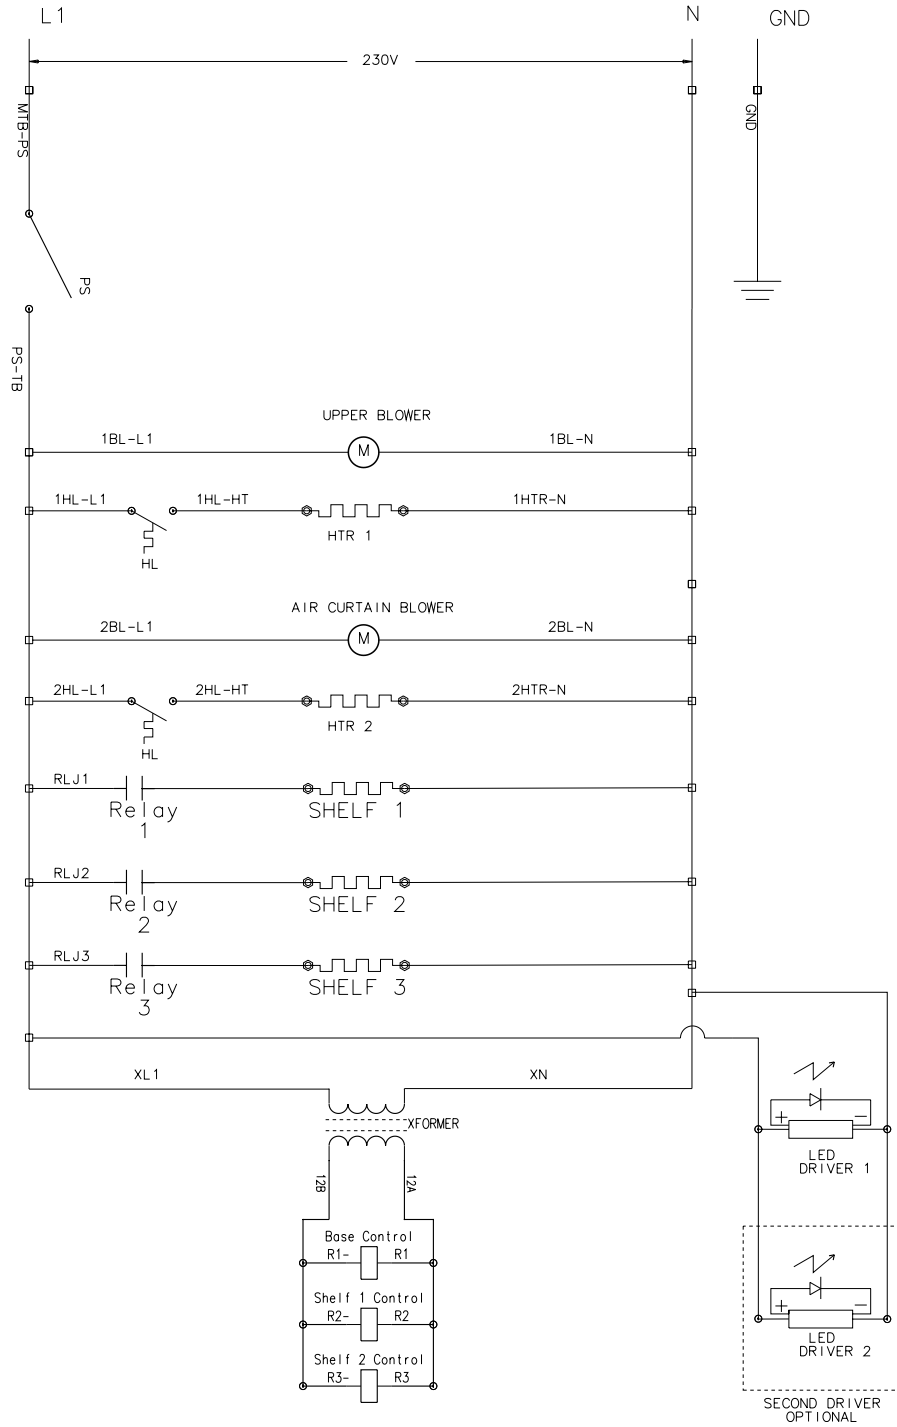 L1
N
GND
230V
MTB-PS
GND
PS
PS-TB
UPPER BLOWER
1BL-L1
M
1BL-N
1HL-L1
1HL-HT
1HTR-N
HTR 1
HL
AIR CURTAIN BLOWER
2BL-L1
M
2BL-N
2HL-L1
2HL-HT
2HTR-N
HTR 2
HL
RLJ1
Relay
1
SHELF 1
RLJ2
Relay
2
SHELF 2
RLJ3
Relay
3
SHELF 3
XL1
XN
XFORMER
12B
12A
+
-
LED
DRIVER 1
Base Control
R1-
R1
Shelf 1 Control
R2-
R2
Shelf 2 Control
R3-
R3
+
-
LED
DRIVER 2
SECOND DRIVER
OPTIONAL